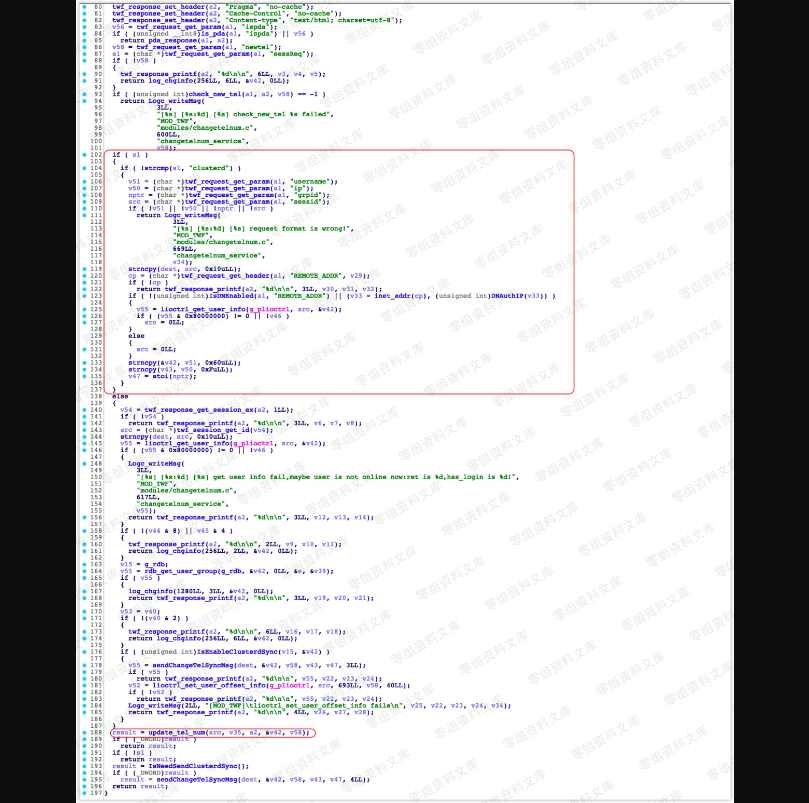 80 twf_response_set_header(a2, "Pragma", "no-cache");
81 twf_response_set_header(a2, "Cache-Control", "no-cache");
82 twf_response_set_header(a2, "Content-type", "text/html; charset=utf-8");
83 v56 = twf_request_get_param(a1, "ispda");
84 if ( (unsigned __int8)is_pda(a1, "ispda") || v56 )
85 return pda_response(a1, a2);
86 v58 = twf_request_get_param(a1, "newtel");
87 s1 = (char *)twf_request_get_param(a1, "sessReq");
88 if ( !v58 )
89 {
90 twf_response_printf(a2, "%d\n\n", 6LL, v3, v4, v5);
91 return log_chginfo(256LL, 6LL, &v42, 0LL);
92 }
93 if ( (unsigned int)check_new_tel(a1, a2, v58) == -1 )
94 return Logc_writeMsg(
95 3LL,
96 "[%s] [%s:%d] [%s] check_new_tel %s failed",
97 "MOD_TWF",
98 "modules/changetelnum.c",
99 600LL,
100 "changetelnum_service",
101 v58);
102 if ( s1 )
103 {
104 if ( !strcmp(s1, "clusterd") )
105 {
106 v51 = (char *)twf_request_get_param(a1, "username");
107 v50 = (char *)twf_request_get_param(a1, "ip");
108 nptr = (char *)twf_request_get_param(a1, "grpid");
109 src = (char *)twf_request_get_param(a1, "sessid");
110 if ( !v51 || !v50 || !nptr || !src )
111 return Logc_writeMsg(
112 3LL,
113 "[%s] [%s:%d] [%s] request format is wrong!",
114 "MOD_TWF",
115 "modules/changetelnum.c",
116 669LL,
117 "changetelnum_service",
118 v34);
119 strncpy(dest, src, 0x10uLL);
120 cp = (char *)twf_request_get_header(a1, "REMOTE_ADDR", v29);
121 if ( !cp )
122 return twf_response_printf(a2, "%d\n\n", 3LL, v30, v31, v32);
123 if ( !(unsigned int)isDNEnabled(a1, "REMOTE_ADDR") || (v33 = inet_addr(cp), (unsigned int)DNAuthIP(v33)) )
124 {
125 v55 = lioctrl_get_user_info(g_plioctrl, src, &v42);
126 if ( (v55 & 0x80000000) != 0 || !v46 )
127 src = 0LL;
128 }
129 else
130 {
131 src = 0LL;
132 }
133 strncpy(&v42, v51, 0x60uLL);
134 strncpy(v43, v50, 0xFuLL);
135 v47 = atoi(nptr);
136 }
137 }
138 else
139 {
140 v54 = twf_response_get_session_ex(a2, 1LL);
141 if ( !v54 )
142 return twf_response_printf(a2, "%d\n\n", 3LL, v6, v7, v8);
143 src = (char *)twf_session_get_id(v54);
144 strncpy(dest, src, 0x10uLL);
145 v55 = lioctrl_get_user_info(g_plioctrl, src, &v42);
146 if ( (v55 & 0x80000000) != 0 || !v46 )
147 {
148 Logc_writeMsg(
149 3LL,
150 "[%s] [%s:%d] [%s] get user info fail,maybe user is not online now:ret is %d,has_login is %d!",
151 "MOD_TWF",
152 "modules/changetelnum.c",
153 617LL,
154 "changetelnum_service",
155 v55);
156 return twf_response_printf(a2, "%d\n\n", 3LL, v12, v13, v14);
157 }
158 if ( !(v44 & 8) || v45 & 4 )
159 {
160 twf_response_printf(a2, "%d\n\n", 2LL, v9, v10, v11);
161 return log_chginfo(256LL, 2LL, &v42, 0LL);
162 }
163 v15 = g_rdb;
164 v55 = rdb_get_user_group(g_rdb, &v42, 0LL, &n, &v39);
165 if ( v55 )
166 {
167 log_chginfo(1280LL, 3LL, &v42, 0LL);
168 return twf_response_printf(a2, "%d\n\n", 3LL, v19, v20, v21);
169 }
170 v53 = v40;
171 if ( !(v40 & 2) )
172 {
173 twf_response_printf(a2, "%d\n\n", 6LL, v16, v17, v18);
174 return log_chginfo(256LL, 6LL, &v42, 0LL);
175 }
176 if ( (unsigned int)IsEnableClusterdSync(v15, &v42) )
177 {
178 v55 = sendChangeTelSyncMsg(dest, &v42, v58, v43, v47, 3LL);
179 if ( v55 )
180 return twf_response_printf(a2, "%d\n\n", v55, v22, v23, v24);
181 v52 = lioctrl_set_user_offset_info(g_plioctrl, src, 693LL, v58, 40LL);
182 if ( !v52 )
183 return twf_response_printf(a2, "%d\n\n", v55, v22, v23, v24);
184 Logc_writeMsg(2LL, "[MOD_TWF]\tlioctrl_set_user_offset_info faile\n", v25, v22, v23, v24, v34);
185 return twf_response_printf(a2, "%d\n\n", 4LL, v26, v27, v28);
186 }
187 }
188 result = update_tel_num(src, v35, a2, &v42, v58);
189 if ( (_DWORD)result )
190 return result;
191 if ( !s1 )
192 return result;
193 result = IsNeedSendClusterdSync();
194 if ( (_DWORD)result )
195 result = sendChangeTelSyncMsg(dest, &v42, v58, v43, v47, 4LL);
196 return result;
197 }
零组资料文库